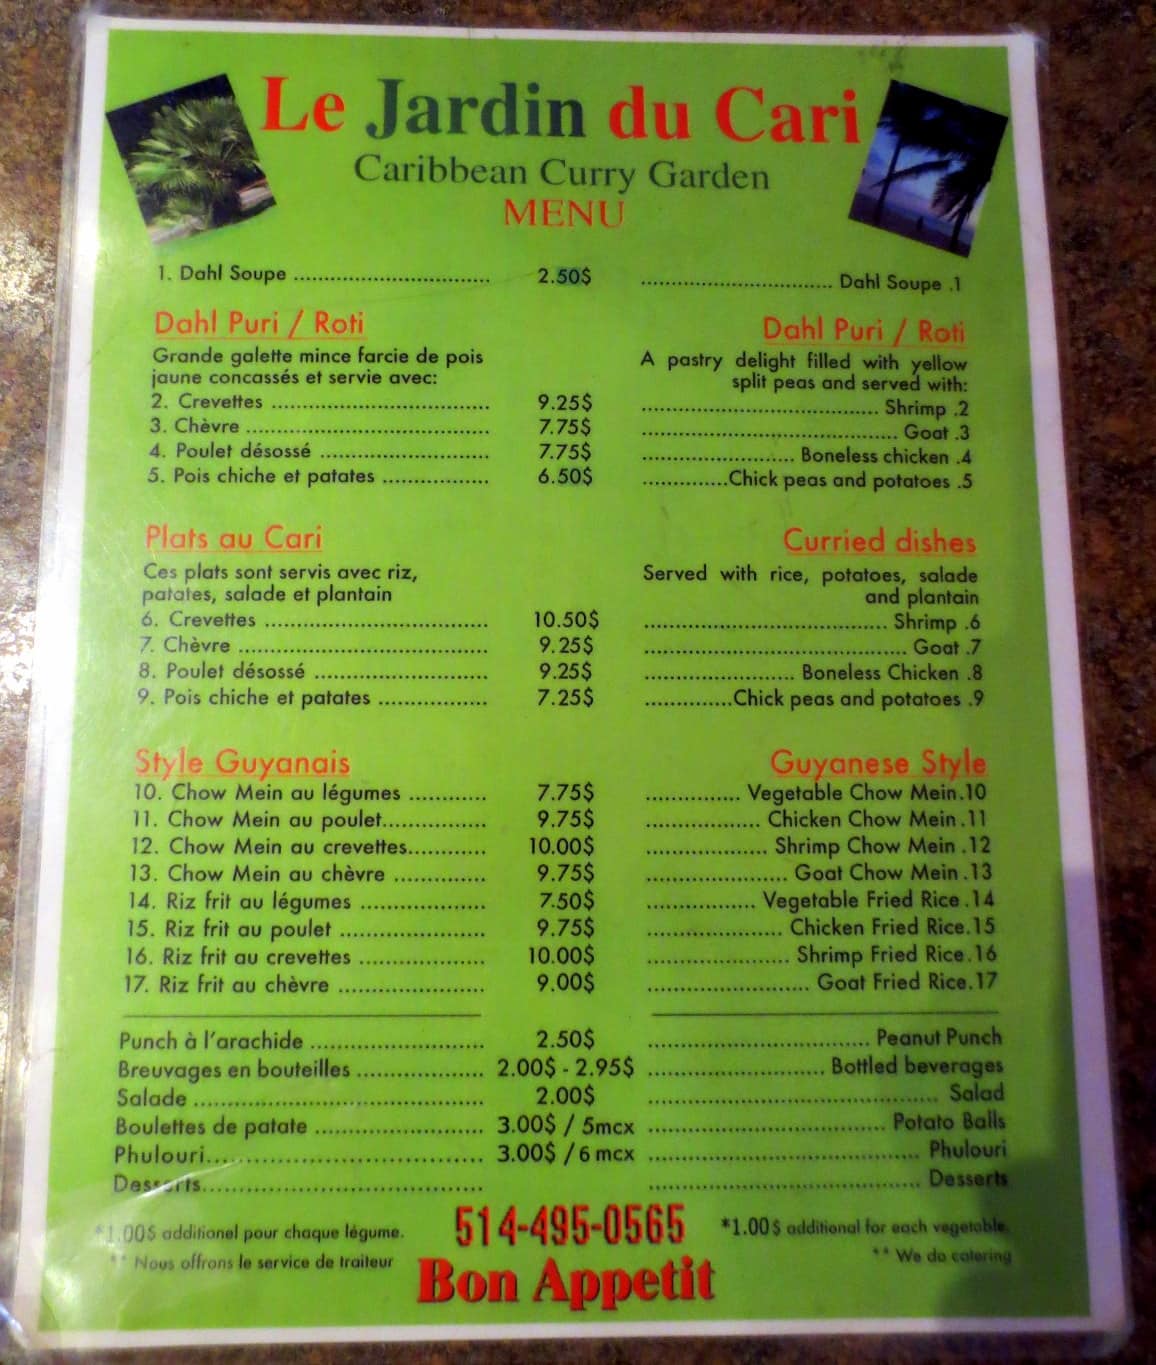 Le Jardin du Cari
Caribbean Curry Garden
MENU
1. Dahl Soupe ................................ 2.50$ ................................ Dahl Soupe .1
Dahl Puri / Roti Dahl Puri / Roti
Grande galette mince farcie de pois A pastry delight filled with yellow
jaune concassés et servie avec: split peas and served with:
2. Crevettes .................................... 9.25$ ....................................... Shrimp .2
3. Chèvre ........................................ 7.75$ .......................................... Goat .3
4. Poulet désossé ............................ 7.75$ ......................... Boneless chicken .4
5. Pois chiche et patates ................. 6.50$ ..............Chick peas and potatoes .5
Plats au Cari Curried dishes
Ces plats sont servis avec riz, Served with rice, potatoes, salade
patates, salade et plantain and plantain
6. Crevettes ..................................... 10.50$ ........................................ Shrimp .6
7. Chèvre ......................................... 9.25$ ........................................... Goat .7
8. Poulet désossé ............................. 9.25$ ......................... Boneless Chicken .8
9. Pois chiche et patates .................. 7.25$ ..............Chick peas and potatoes .9
Style Guyanais Guyanese Style
10. Chow Mein au légumes ............ 7.75$ ............... Vegetable Chow Mein.10
11. Chow Mein au poulet................. 9.75$ ................... Chicken Chow Mein .11
12. Chow Mein au crevettes............. 10.00$ .................... Shrimp Chow Mein .12
13. Chow Mein au chèvre ............... 9.75$ ....................... Goat Chow Mein .13
14. Riz frit au légumes .................... 7.50$ .................. Vegetable Fried Rice .14
15. Riz frit au poulet ........................ 9.75$ ...................... Chicken Fried Rice.15
16. Riz frit au crevettes .................... 10.00$ ....................... Shrimp Fried Rice.16
17. Riz frit au chèvre ........................ 9.00$ .......................... Goat Fried Rice.17
Punch à l'arachide ............................ 2.50$ .................................... Peanut Punch
Breuvages en bouteilles ..................... 2.00$ - 2.95$ ............................. Bottled beverages
Salade ............................................... 2.00$ ............................................... Salad
Boulettes de patate ............................ 3.00$ / 5mcx ....................................... Potato Balls
Phulouri............................................. 3.00$ / 6 mcx ............................................ Phulouri
Desserts.............................................. ............................................ Desserts
*1.00$ additionel pour chaque légume. 514-495-0565 *1.00$ additional for each vegetable.
** Nous offrons le service de traiteur Bon Appetit ** We do catering